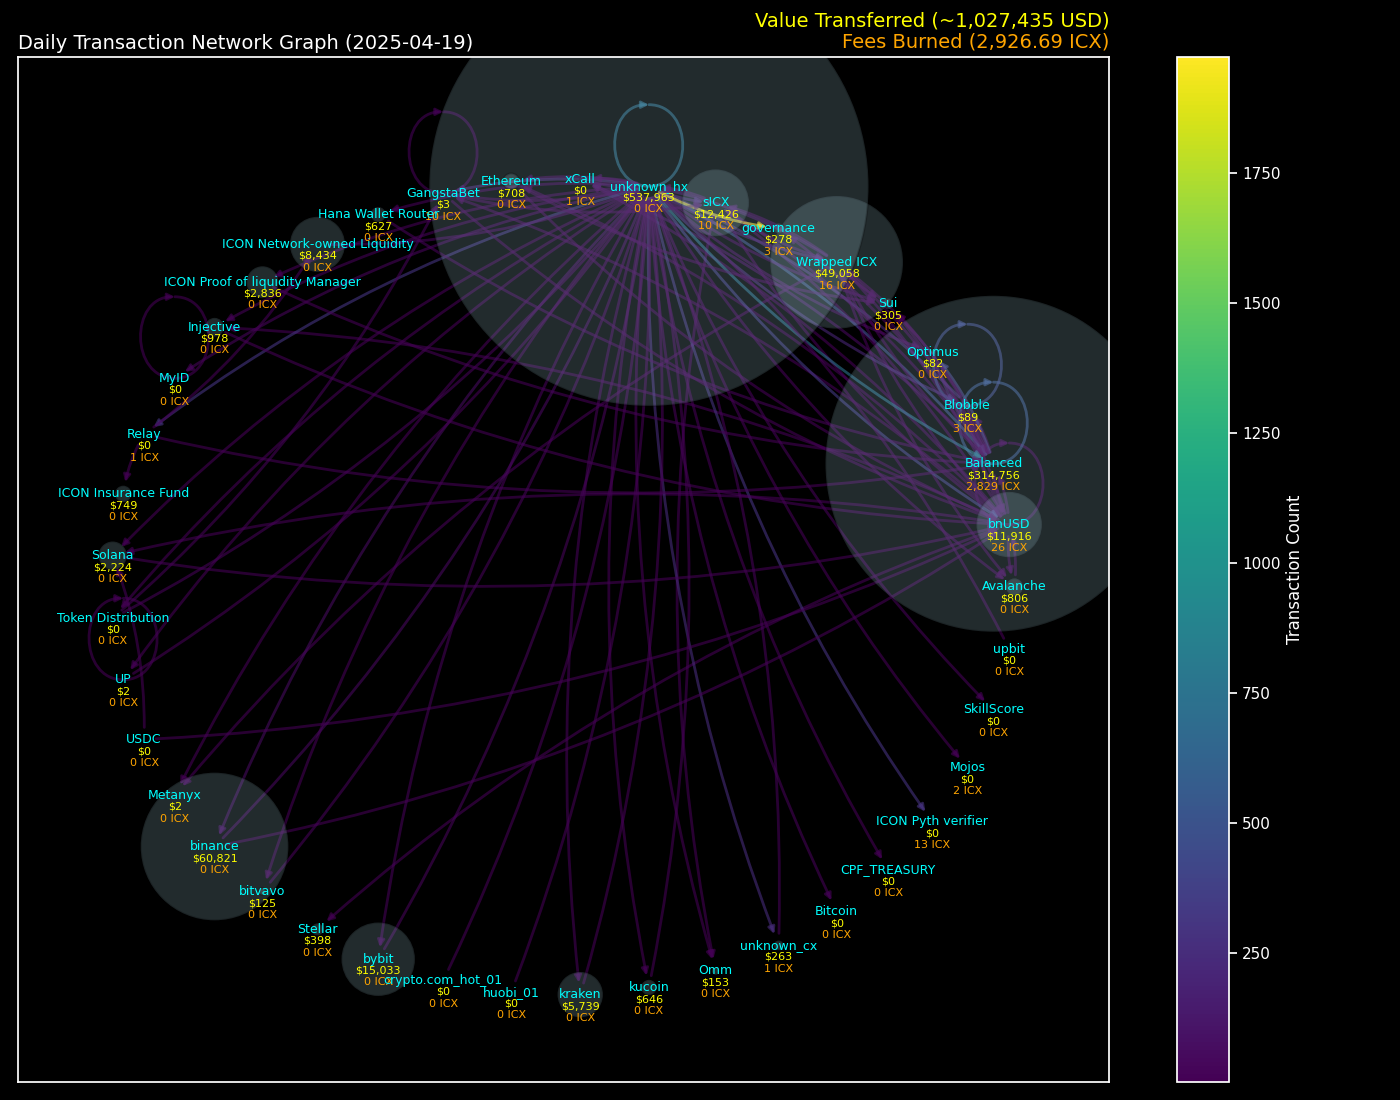 Value Transferred (~1,027,435 USD)
Daily Transaction Network Graph (2025-04-19)
Fees Burned (2,926.69 ICX)
xCall
$0
1 ICX
Ethereum
$708
0 ICX
unknown_hx
$537,963
0 ICX
GangstaBet
$3
10 ICX
sICX
$12,426
10 ICX
Hana Wallet Router
$627
0 ICX
governance
$278
3 ICX
ICON Network-owned Liquidity
$8,434
0 ICX
Wrapped ICX
$49,058
16 ICX
ICON Proof of liquidity Manager
$2,836
0 ICX
Sui
$305
0 ICX
Injective
$978
0 ICX
Optimus
$82
0 ICX
MyID
$0
0 ICX
Blobble
$89
3 ICX
Relay
$0
1 ICX
Balanced
$314,756
2,829 ICX
ICON Insurance Fund
$749
0 ICX
bnUSD
$11,916
26 ICX
Solana
$2,224
0 ICX
Avalanche
$806
0 ICX
Token Distribution
$0
0 ICX
upbit
$0
0 ICX
UP
$2
0 ICX
SkillScore
$0
0 ICX
USDC
$0
0 ICX
Mojos
$0
2 ICX
Metanyx
$2
0 ICX
ICON Pyth verifier
$0
13 ICX
binance
$60,821
0 ICX
CPF_TREASURY
$0
0 ICX
bitvavo
$125
0 ICX
Bitcoin
$0
0 ICX
Stellar
$398
0 ICX
unknown_cx
$263
1 ICX
bybit
$15,033
0 ICX
Omm
$153
0 ICX
crypto.com_hot_01
$0
0 ICX
kucoin
$646
0 ICX
huobi_01
$0
0 ICX
kraken
$5,739
0 ICX
1750
1500
1250
1000
750
500
250
Transaction Count